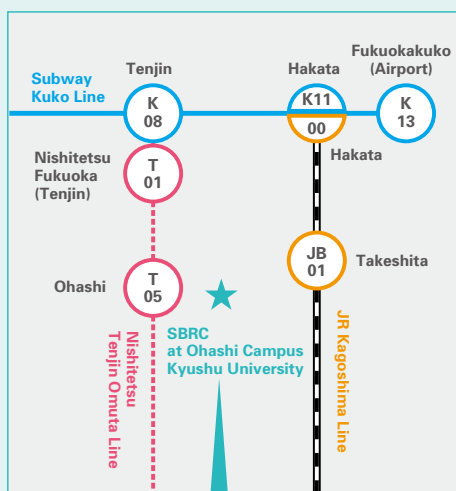 Fukuokakuko
(Airport)
Tenjin
Hakata
Subway
Kuko Line
K
08
K11
00
K
13
Hakata
Nishitetsu
Fukuoka
(Tenjin)
T
01
JB
01
Takeshita
Ohashi
T
05
SBRC
at Ohashi Campus
Kyushu University
Nishitetsu
Tenjin Omuta Line
JR Kagoshima Line